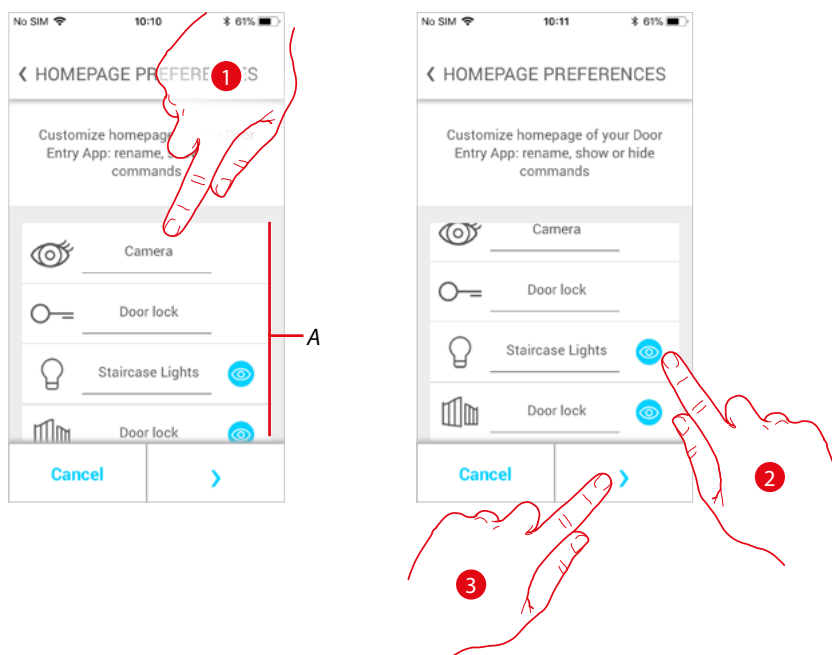 No SIM 10:10 61%
HOMEPAGE PREFERENCES
1
Customize homepage
Entry App: rename,
commands
Camera
Door lock
Staircase Lights
Door lock
Cancel
A
No SIM 10:11 61%
HOMEPAGE PREFERENCES
Customize homepage of your Door
Entry App: rename, show or hide
commands
Camera
Door lock
Staircase Lights
Door lock
Cancel
2
3